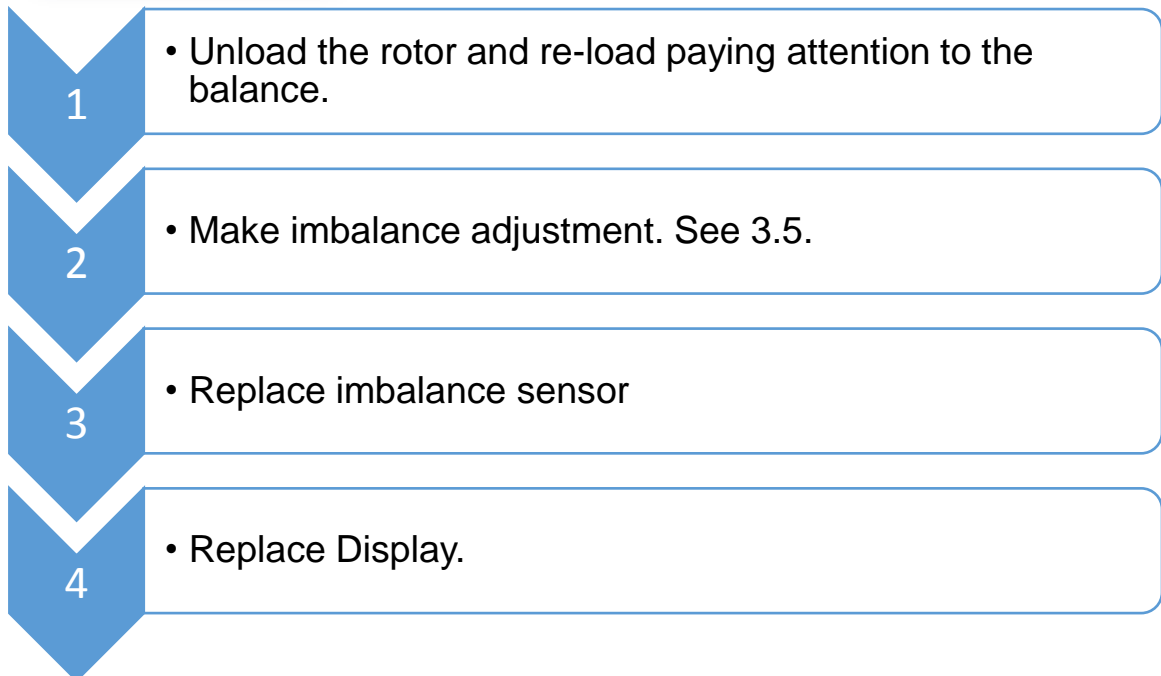 1
• Unload the rotor and re-load paying attention to the
balance.
2
• Make imbalance adjustment. See 3.5.
3
• Replace imbalance sensor
4
• Replace Display.